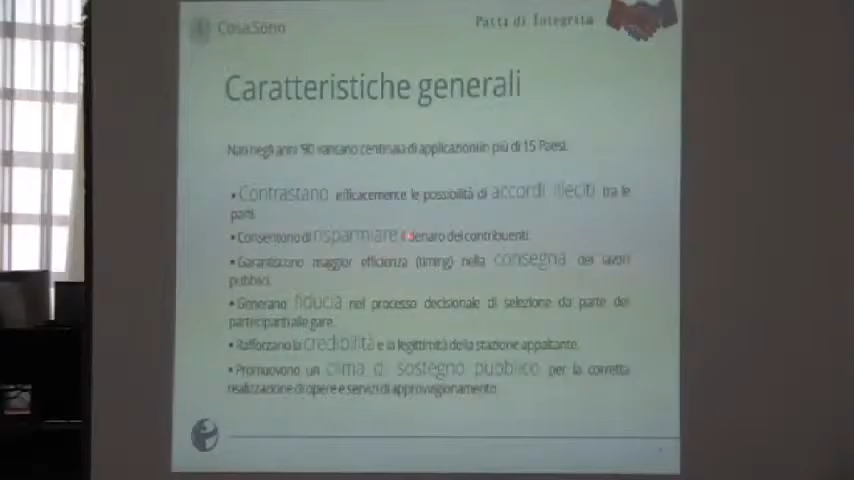 CosaSono
Patti di Integrità
Caratteristiche generali
Nati negli anni '90 vantano centinaia di applicazioni in più di 15 Paesi.
• Contrastano efficacemente le possibilità di accordi illeciti tra le
parti.
• Consentono di risparmiare il denaro dei contribuenti.
• Garantiscono maggior efficienza (timing) nella consegna dei lavori
pubblici.
• Generano fiducia nel processo decisionale di selezione da parte dei
partecipanti alle gare.
• Rafforzano la credibilità e la legittimità della stazione appaltante.
• Promuovono un clima di sostegno pubblico per la corretta
realizzazione di opere e servizi di approvvigionamento.